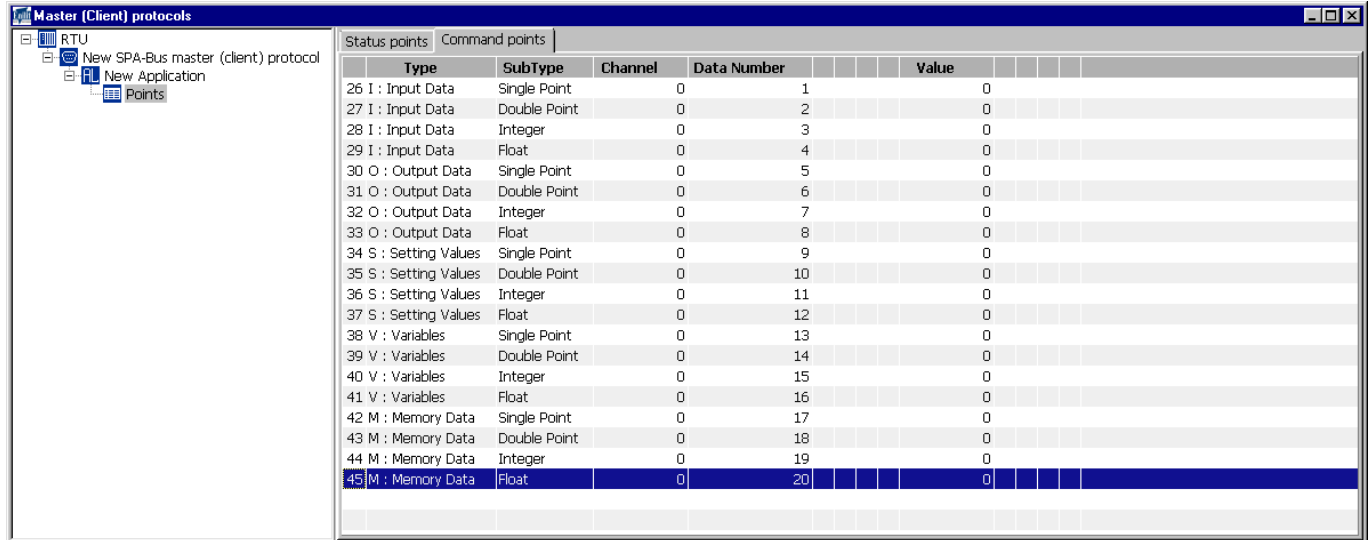 Master (Client) protocols
RTU
New SPA-Bus master (client) protocol
New Application
Points
Status points Command points
Type SubType Channel Data Number Value
26 I : Input Data Single Point 0 1 0
27 I : Input Data Double Point 0 2 0
28 I : Input Data Integer 0 3 0
29 I : Input Data Float 0 4 0
30 O : Output Data Single Point 0 5 0
31 O : Output Data Double Point 0 6 0
32 O : Output Data Integer 0 7 0
33 O : Output Data Float 0 8 0
34 S : Setting Values Single Point 0 9 0
35 S : Setting Values Double Point 0 10 0
36 S : Setting Values Integer 0 11 0
37 S : Setting Values Float 0 12 0
38 V : Variables Single Point 0 13 0
39 V : Variables Double Point 0 14 0
40 V : Variables Integer 0 15 0
41 V : Variables Float 0 16 0
42 M : Memory Data Single Point 0 17 0
43 M : Memory Data Double Point 0 18 0
44 M : Memory Data Integer 0 19 0
45 M : Memory Data Float 0 20 0